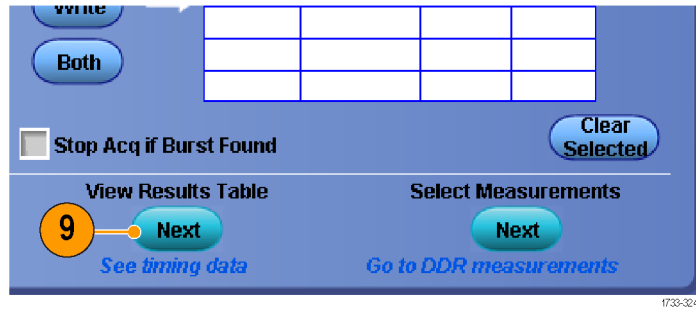 Write
Both
Stop Acq if Burst Found
Clear
Selected
View Results Table
Select Measurements
9
Next
Next
See timing data
Go to DDR measurements
1733-324